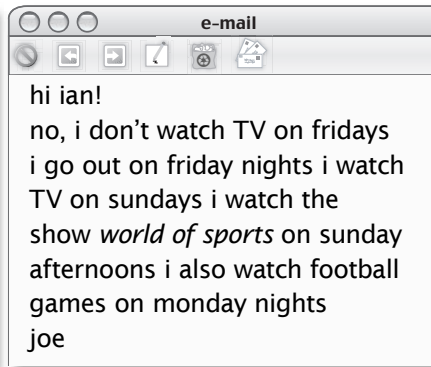 e-mail
hi ian!
no, i don’t watch TV on fridays
i go out on friday nights i watch
TV on sundays i watch the
show world of sports on sunday
afternoons i also watch football
games on monday nights
joe